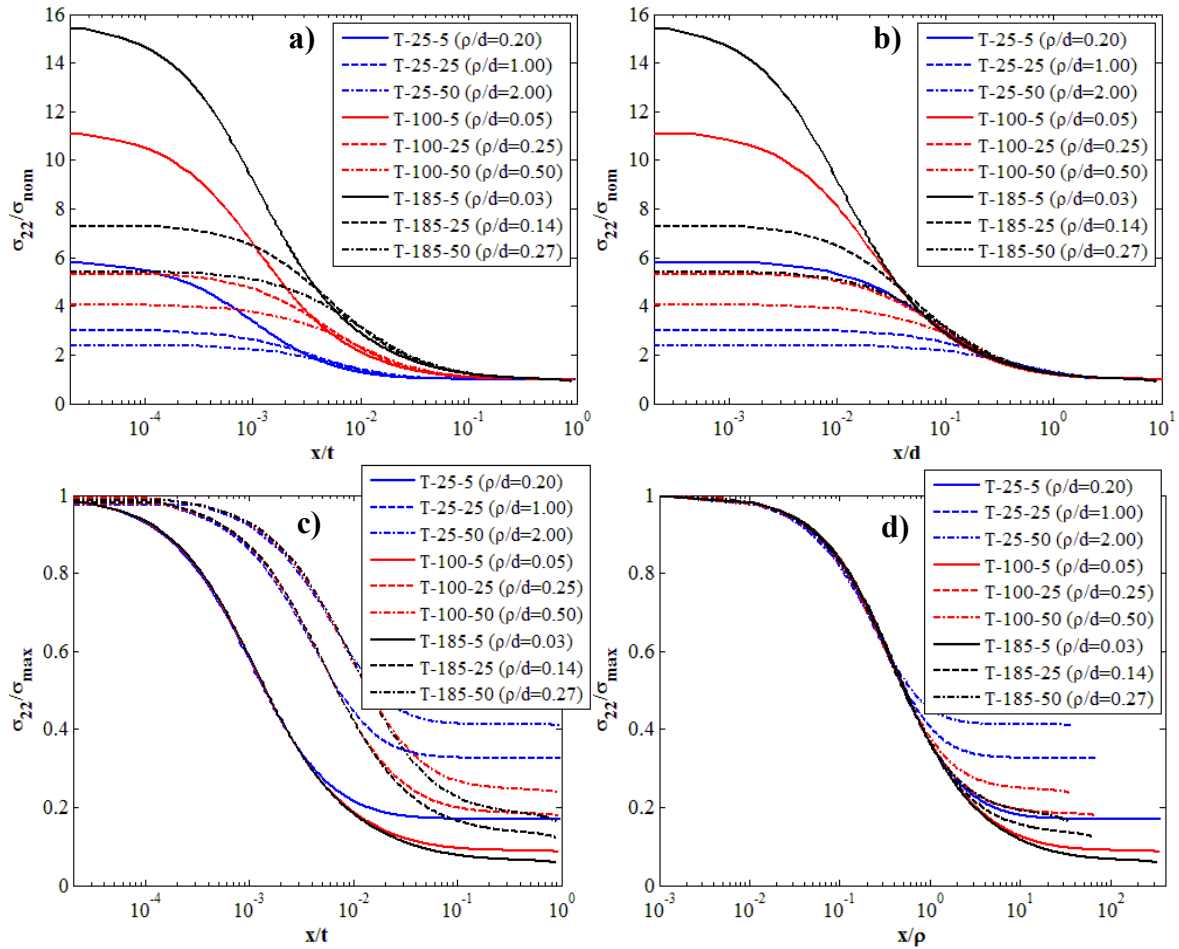 a)
16
14
12
10
8
6
4
2
0
σ22/σnom
T-25-5 (ρ/d=0.20)
T-25-25 (ρ/d=1.00)
T-25-50 (ρ/d=2.00)
T-100-5 (ρ/d=0.05)
T-100-25 (ρ/d=0.25)
T-100-50 (ρ/d=0.50)
T-185-5 (ρ/d=0.03)
T-185-25 (ρ/d=0.14)
T-185-50 (ρ/d=0.27)
10-4 10-3 10-2 10-1 100
x/t
b)
16
14
12
10
8
6
4
2
0
σ22/σnom
T-25-5 (ρ/d=0.20)
T-25-25 (ρ/d=1.00)
T-25-50 (ρ/d=2.00)
T-100-5 (ρ/d=0.05)
T-100-25 (ρ/d=0.25)
T-100-50 (ρ/d=0.50)
T-185-5 (ρ/d=0.03)
T-185-25 (ρ/d=0.14)
T-185-50 (ρ/d=0.27)
10-3 10-2 10-1 100 101
x/d
c)
1
0.8
0.6
0.4
0.2
0
σ22/σmax
T-25-5 (ρ/d=0.20)
T-25-25 (ρ/d=1.00)
T-25-50 (ρ/d=2.00)
T-100-5 (ρ/d=0.05)
T-100-25 (ρ/d=0.25)
T-100-50 (ρ/d=0.50)
T-185-5 (ρ/d=0.03)
T-185-25 (ρ/d=0.14)
T-185-50 (ρ/d=0.27)
10-4 10-3 10-2 10-1 100
x/t
d)
1
0.8
0.6
0.4
0.2
0
σ22/σmax
T-25-5 (ρ/d=0.20)
T-25-25 (ρ/d=1.00)
T-25-50 (ρ/d=2.00)
T-100-5 (ρ/d=0.05)
T-100-25 (ρ/d=0.25)
T-100-50 (ρ/d=0.50)
T-185-5 (ρ/d=0.03)
T-185-25 (ρ/d=0.14)
T-185-50 (ρ/d=0.27)
10-3 10-2 10-1 100 101 102
x/ρ